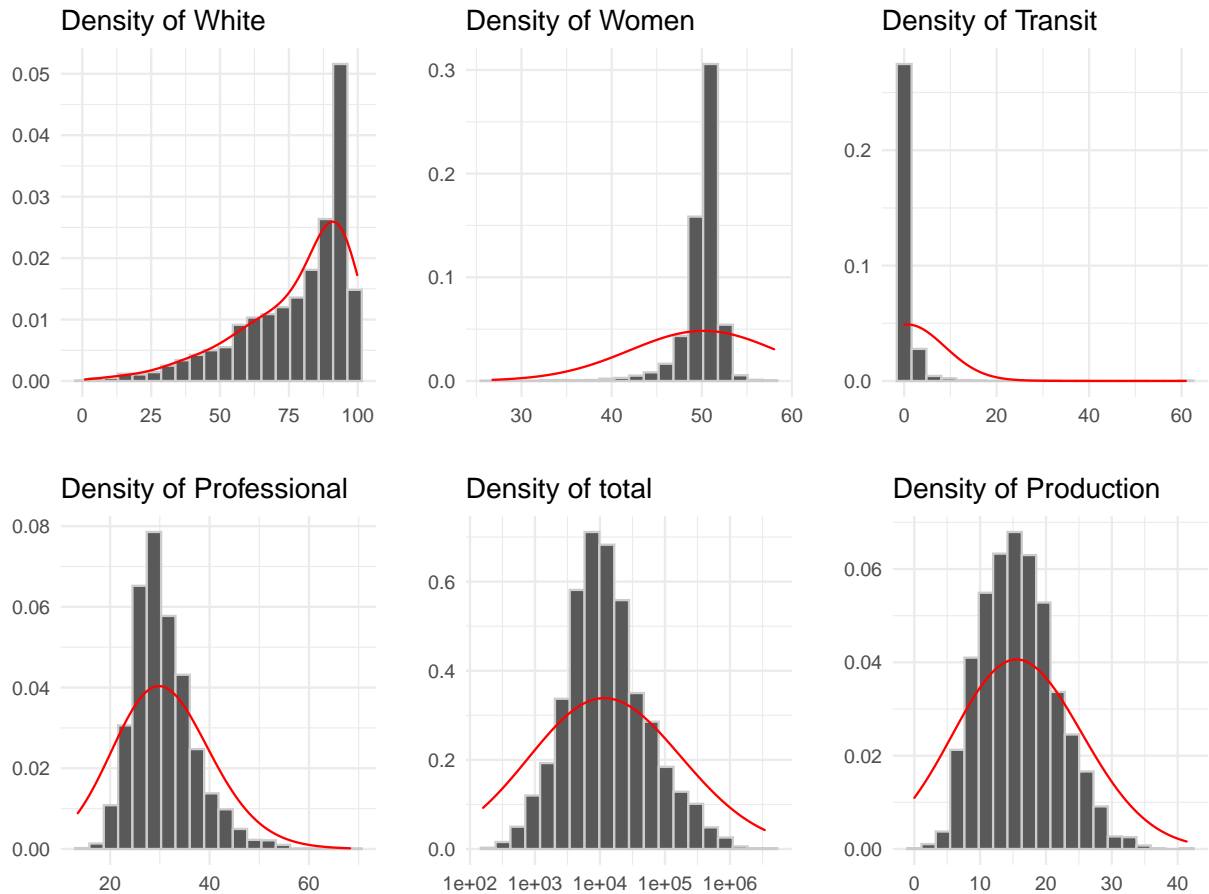 Density of White
0.05
0.04
0.03
0.02
0.01
0.00
0 25 50 75 100
Density of Women
0.3
0.2
0.1
0.0
30 40 50 60
Density of Transit
0.2
0.1
0.0
0 20 40 60
Density of Professional
0.08
0.06
0.04
0.02
0.00
20 40 60
Density of total
0.6
0.4
0.2
0.0
1e+02 1e+03 1e+04 1e+05 1e+06
Density of Production
0.06
0.04
0.02
0.00
0 10 20 30 40